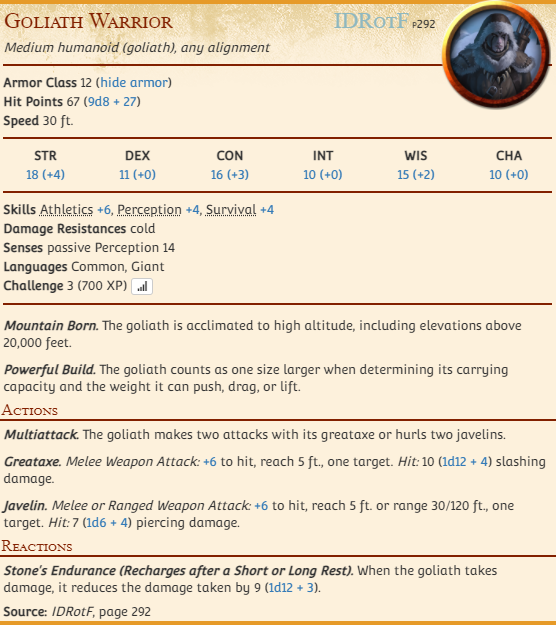 Goliath Warrior IDRotF p292
Medium humanoid (goliath), any alignment
Armor Class 12 (hide armor)
Hit Points 67 (9d8 + 27)
Speed 30 ft.
STR DEX CON INT WIS CHA
18 (+4) 11 (+0) 16 (+3) 10 (+0) 15 (+2) 10 (+0)
Skills Athletics +6, Perception +4, Survival +4
Damage Resistances cold
Senses passive Perception 14
Languages Common, Giant
Challenge 3 (700 XP)
Mountain Born. The goliath is acclimated to high altitude, including elevations above
20,000 feet.
Powerful Build. The goliath counts as one size larger when determining its carrying
capacity and the weight it can push, drag, or lift.
Actions
Multiattack. The goliath makes two attacks with its greataxe or hurls two javelins.
Greataxe. Melee Weapon Attack: +6 to hit, reach 5 ft., one target. Hit: 10 (1d12 + 4) slashing
damage.
Javelin. Melee or Ranged Weapon Attack: +6 to hit, reach 5 ft. or range 30/120 ft., one
target. Hit: 7 (1d6 + 4) piercing damage.
Reactions
Stone's Endurance (Recharges after a Short or Long Rest). When the goliath takes
damage, it reduces the damage taken by 9 (1d12 + 3).
Source: IDRotF, page 292